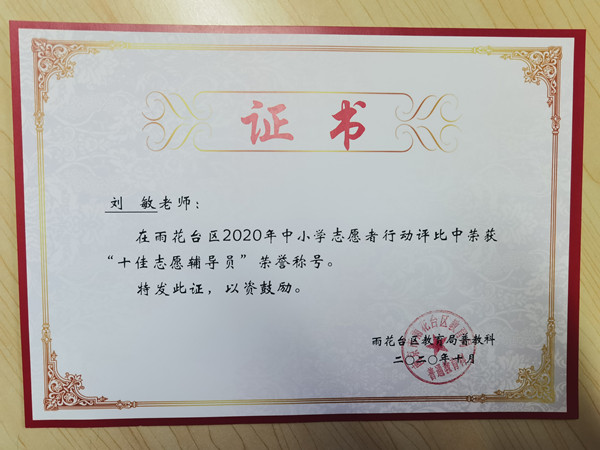 证书
刘 敏老师：
在雨花台区2020年中小学志愿者行动评比中荣获
“十佳志愿辅导员”荣誉称号。
特发此证，以资鼓励。
雨花台区教育局普教科
二〇二〇年十月